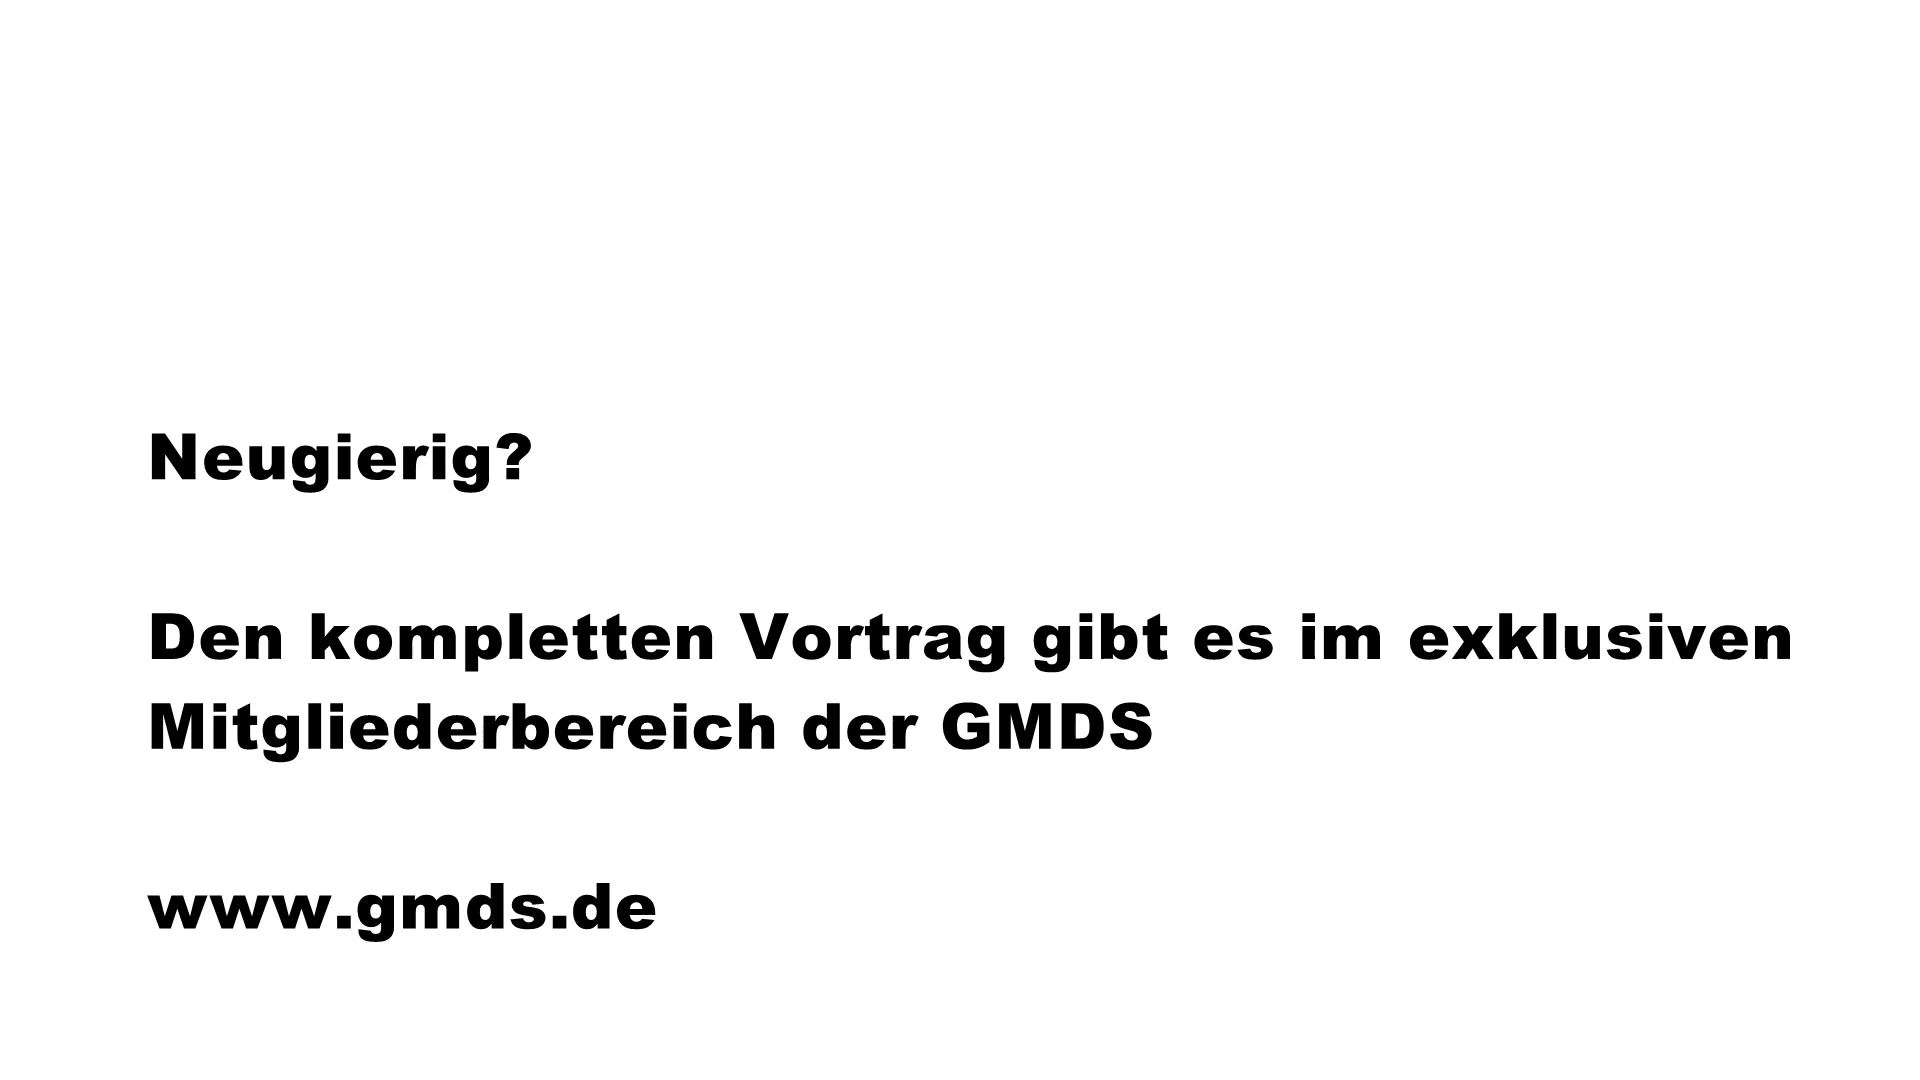 Neugierig?
Den kompletten Vortrag gibt es im exklusiven
Mitgliederbereich der GMDS
www.gmds.de